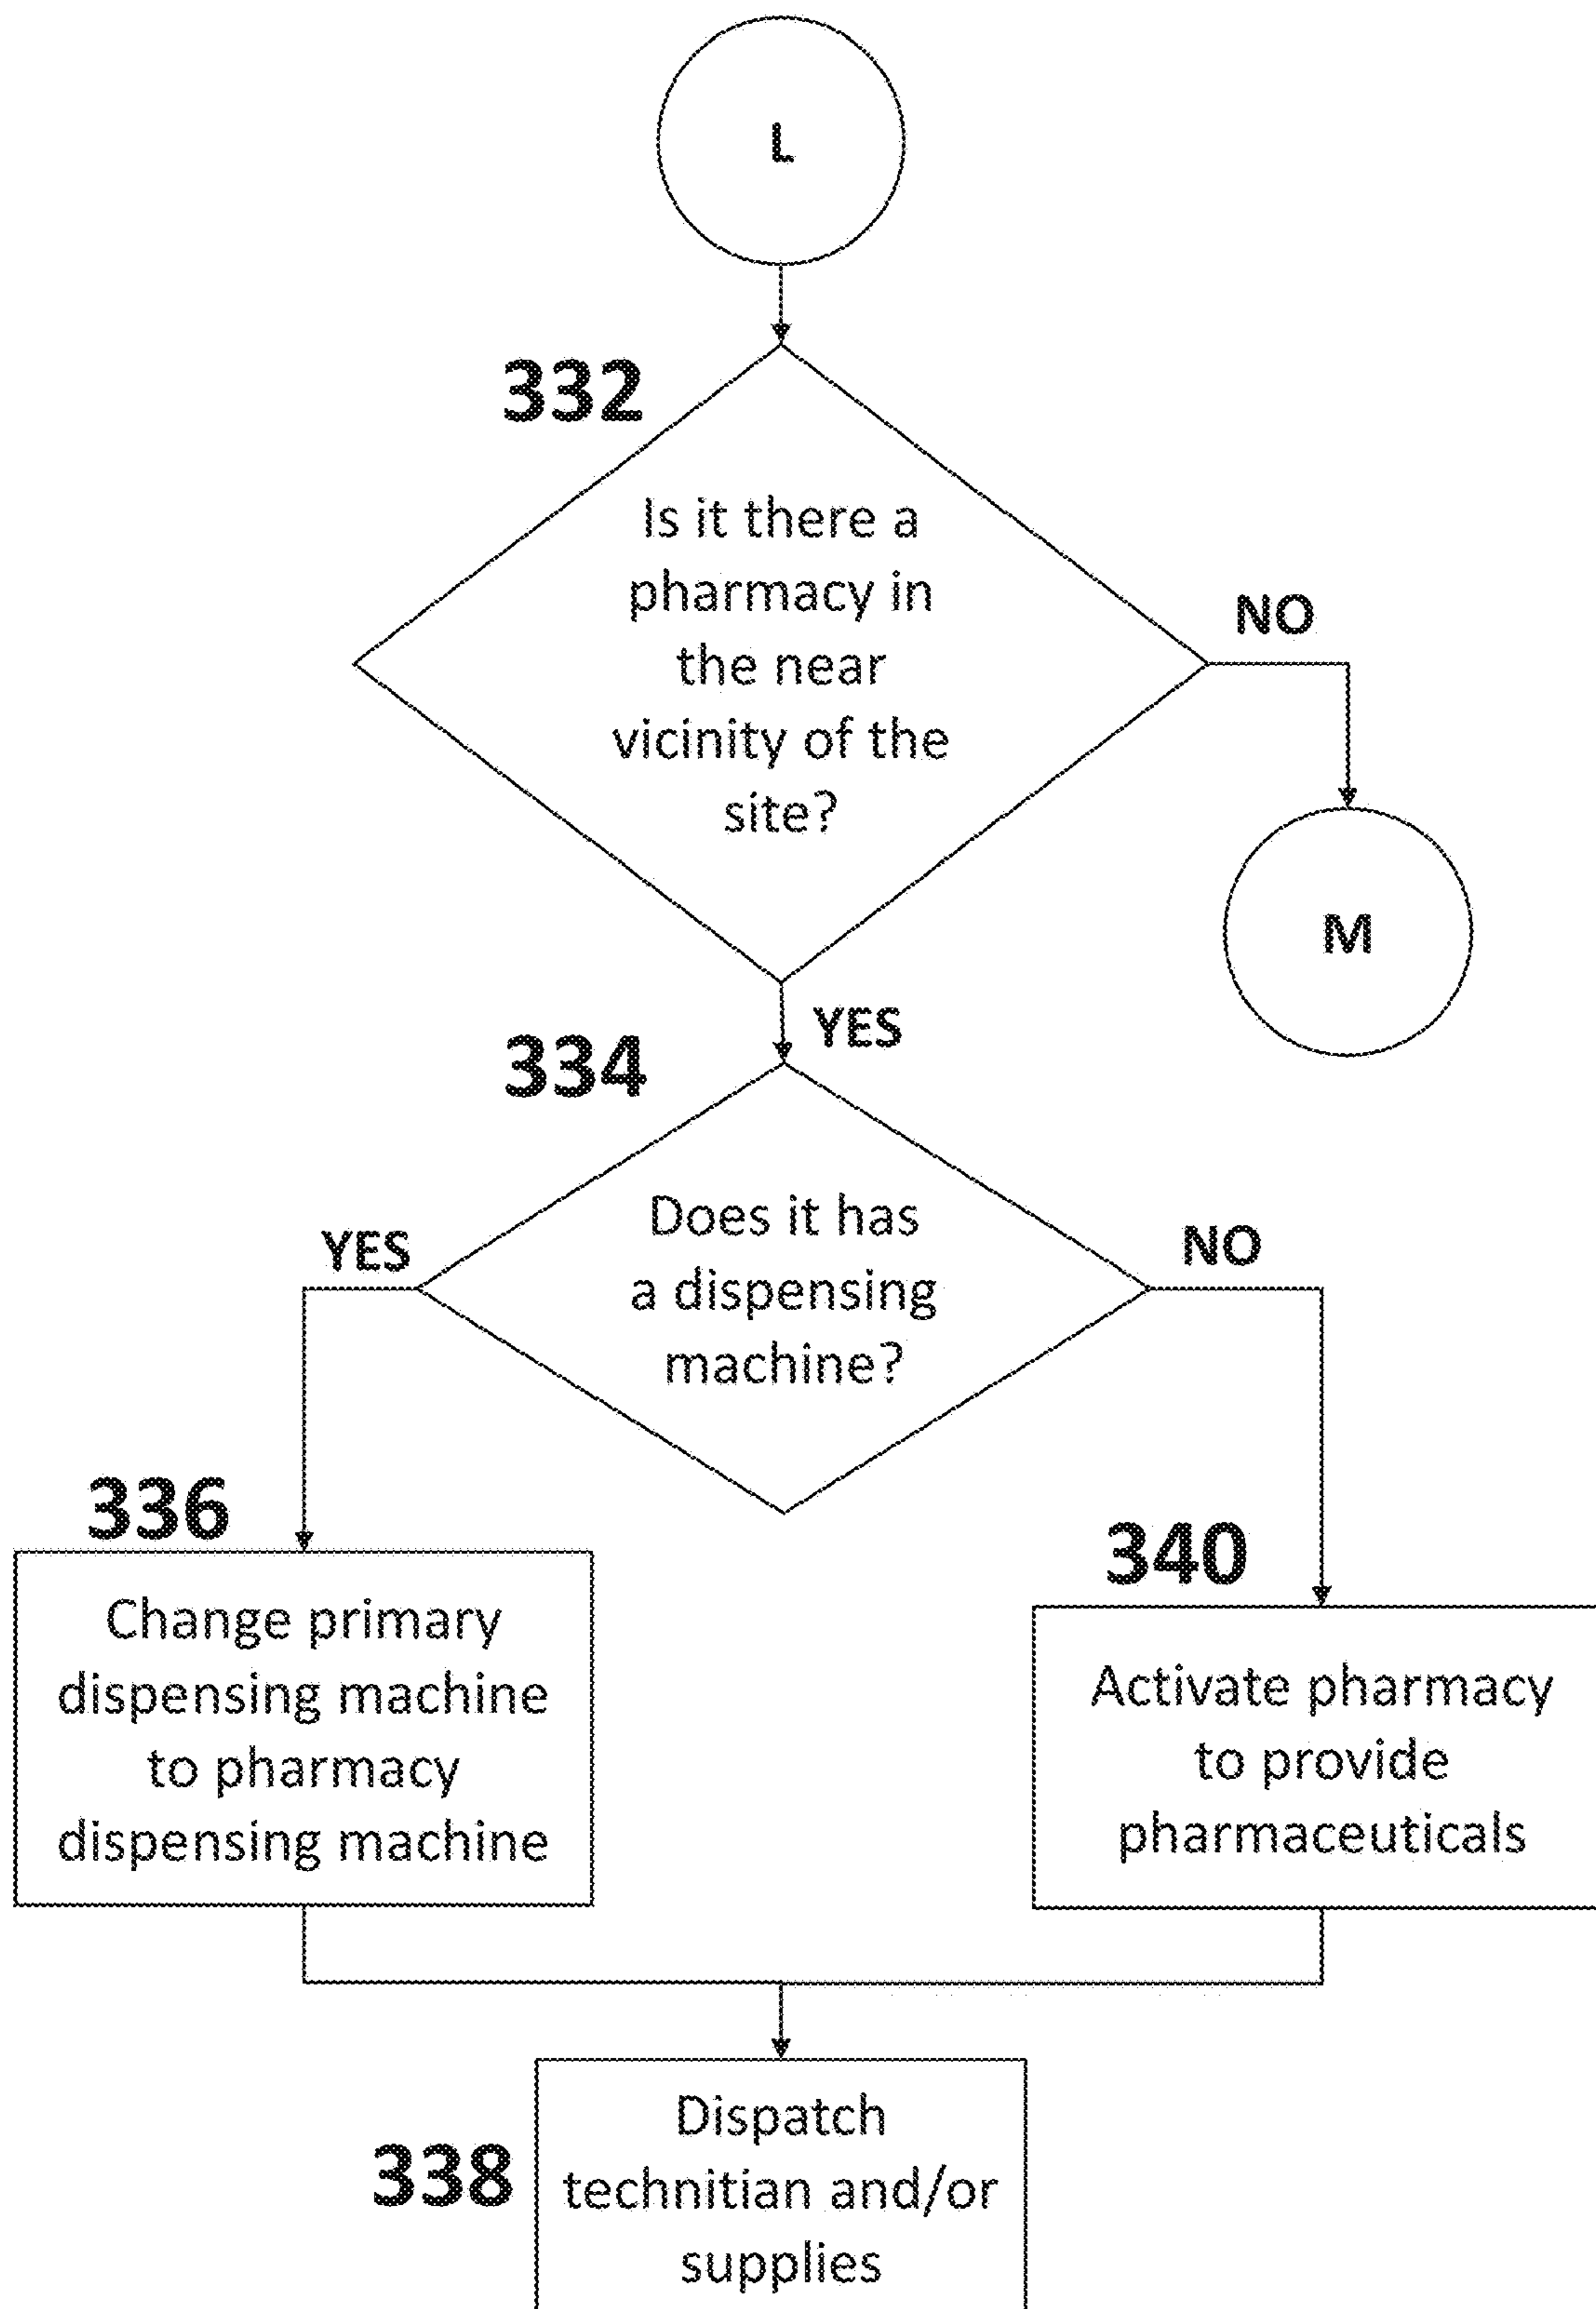 L
332
Is it there a
pharmacy in
the near
vicinity of the
site?
NO
M
YES
334
Does it has
a dispensing
machine?
YES
NO
336
Change primary
dispensing machine
to pharmacy
dispensing machine
340
Activate pharmacy
to provide
pharmaceuticals
338
Dispatch
technitian and/or
supplies